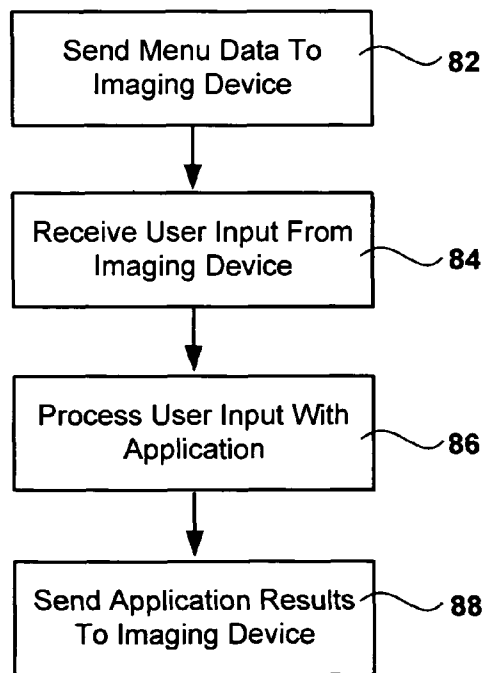 Send Menu Data To
Imaging Device
82
Receive User Input From
Imaging Device
84
Process User Input With
Application
86
Send Application Results
To Imaging Device
88